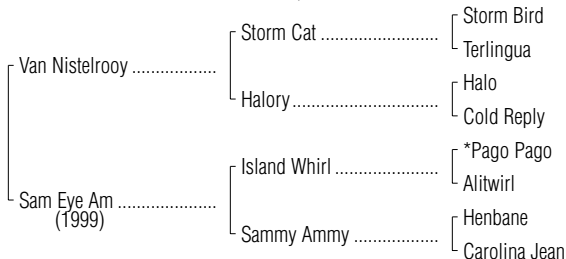 Storm Bird
Storm Cat ........................
Terlingua
Van Nistelrooy .................
Halo
Halory..............................
Cold Reply
*Pago Pago
Island Whirl .....................
Alitwirl
Sam Eye Am ....................
(1999)
Henbane
Sammy Ammy .................
Carolina Jean